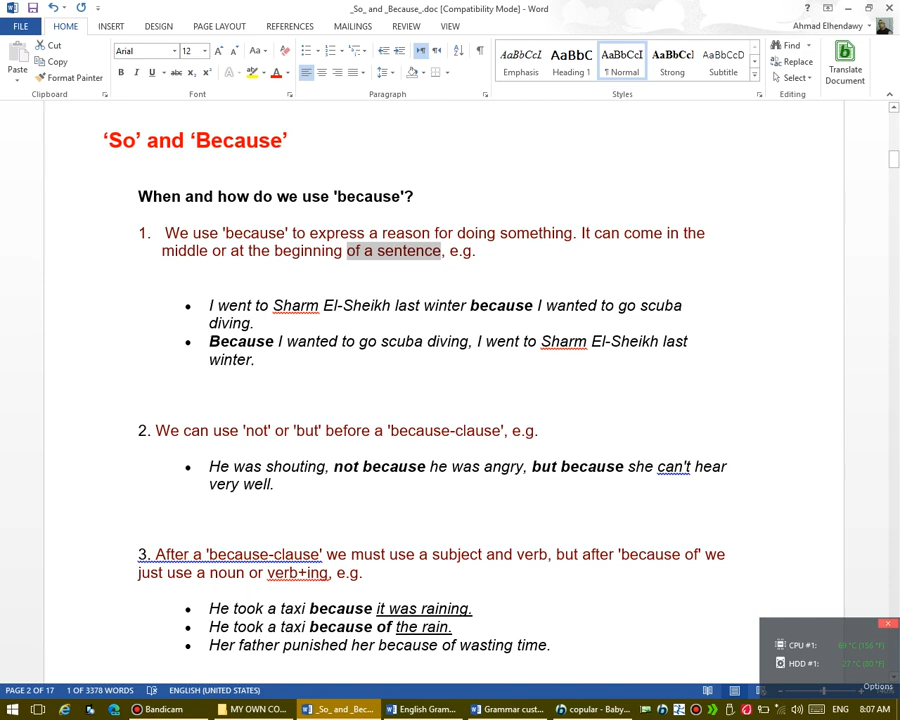 _So_ and _Because_.doc [Compatibility Mode] - Word
FILE HOME INSERT DESIGN PAGE LAYOUT REFERENCES MAILINGS REVIEW VIEW Ahmad Elhendawy
Paste
Cut
Copy
Format Painter
Clipboard
Arial 12
Font
Paragraph
AaBbCcI AaBbC AaBbCcI AaBbCcI AaBbCcD
Emphasis Heading 1 ¶ Normal Strong Subtitle
Styles
Find
Replace
Select
Editing
Translate
Document
‘So’ and ‘Because’
When and how do we use 'because'?
1. We use 'because' to express a reason for doing something. It can come in the
middle or at the beginning of a sentence, e.g.
• I went to Sharm El-Sheikh last winter because I wanted to go scuba
diving.
• Because I wanted to go scuba diving, I went to Sharm El-Sheikh last
winter.
2. We can use 'not' or 'but' before a 'because-clause', e.g.
• He was shouting, not because he was angry, but because she can't hear
very well.
3. After a 'because-clause' we must use a subject and verb, but after 'because of' we
just use a noun or verb+ing, e.g.
• He took a taxi because it was raining.
• He took a taxi because of the rain.
• Her father punished her because of wasting time.
CPU #1: 69 °C (156 °F)
HDD #1: 27 °C (80 °F)
Options
PAGE 2 OF 17 1 OF 3378 WORDS ENGLISH (UNITED STATES)
Bandicam MY OWN CO... _So_ and _Bec... English Gram... Grammar cust... copular - Baby... ENG 8:07 AM